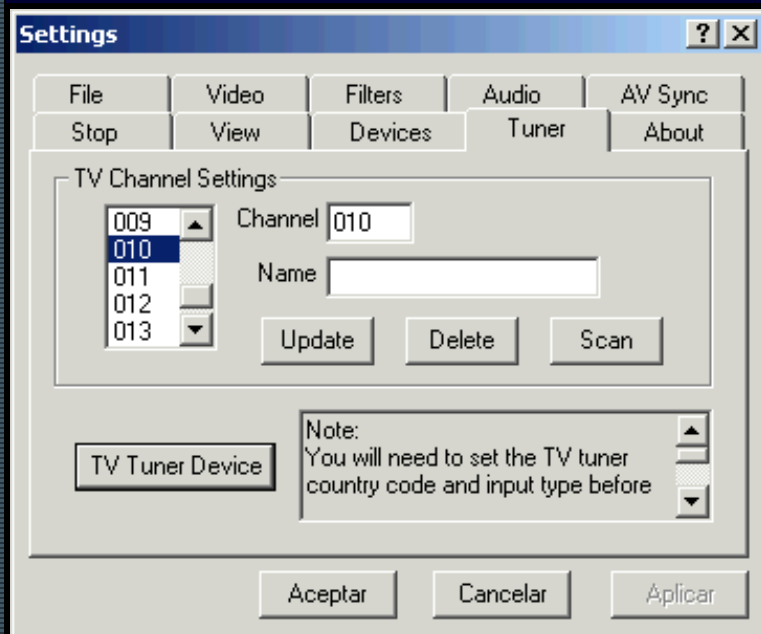 Settings
File Video Filters Audio AV Sync
Stop View Devices Tuner About
TV Channel Settings
009
010
011
012
013
Channel 010
Name
Update Delete Scan
TV Tuner Device
Note:
You will need to set the TV tuner
country code and input type before
Aceptar Cancelar Aplicar